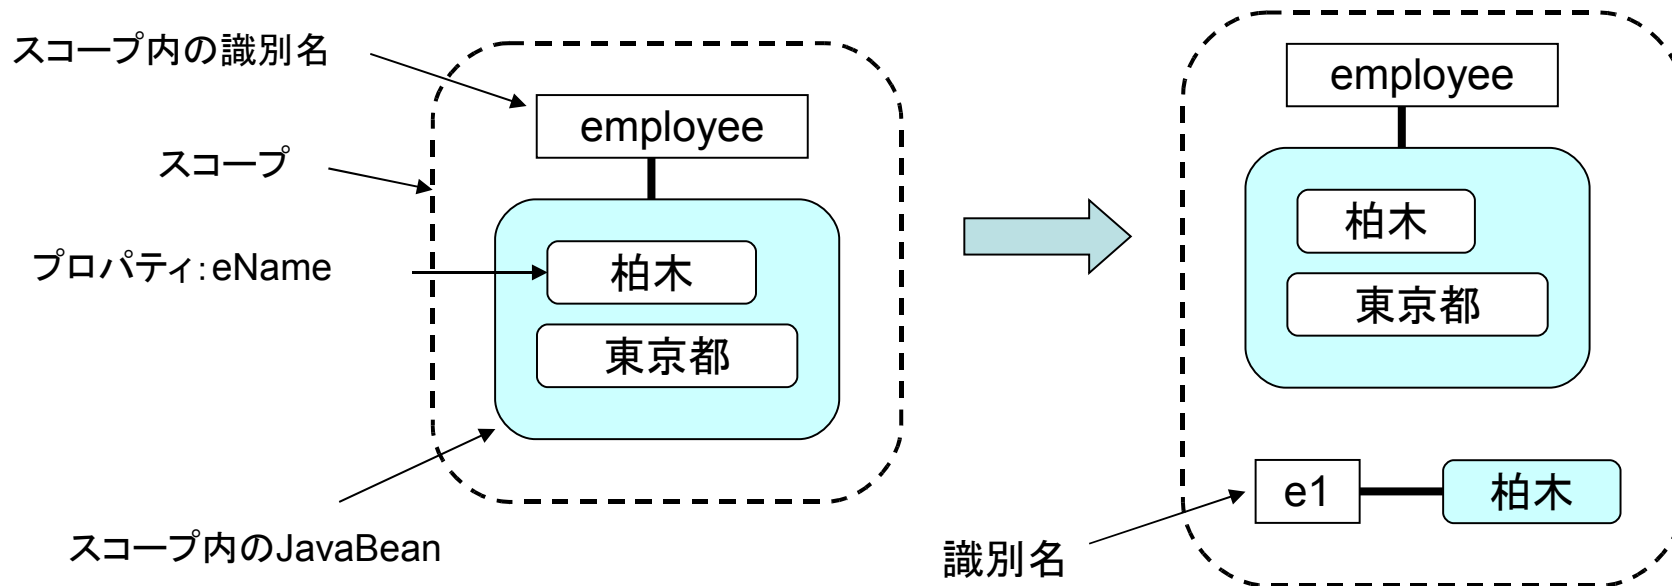 スコープ内の識別名
employee
スコープ
プロパティ:eName
柏木
東京都
スコープ内のJavaBean
employee
柏木
東京都
e1
柏木
識別名